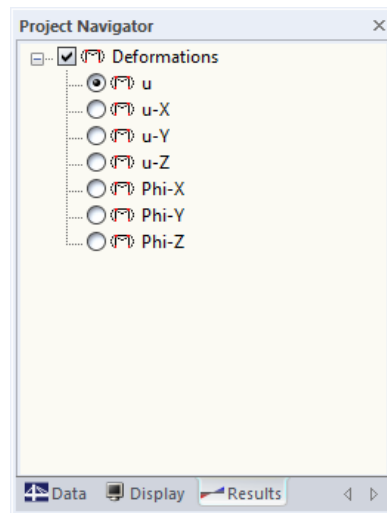 Project Navigator
Deformations
u
u-X
u-Y
u-Z
Phi-X
Phi-Y
Phi-Z
Data Display Results